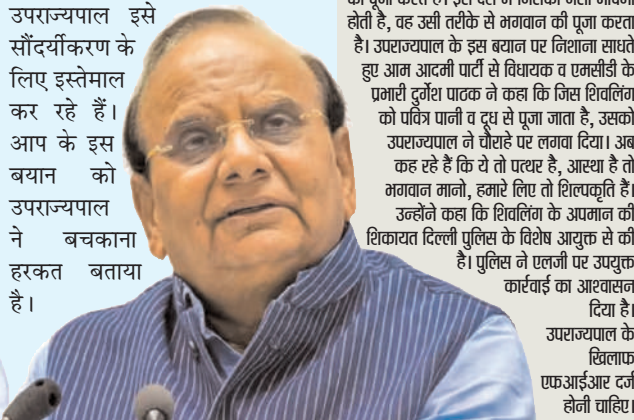 उपराज्यपाल इसे
सौंदर्यीकरण के
लिए इस्तेमाल
कर रहे हैं।
आप के इस
बयान को
उपराज्यपाल
ने बचकाना
हरकत बताया
है।
होती है, वह उसी तरीके से भगवान की पूजा करता
है। उपराज्यपाल के इस बयान पर निशाना साधते
हुए आम आदमी पार्टी से विधायक व एमसीडी के
प्रभारी दुर्गेश पाठक ने कहा कि जिस शिवलिंग
को पवित्र पानी व दूध से पूजा जाता है, उसको
उपराज्यपाल ने चौराहे पर लगवा दिया। अब
कह रहे हैं कि ये तो पत्थर है, आस्था है तो
भगवान मानो, हमारे लिए तो शिल्पकृति हैं।
उन्होंने कहा कि शिवलिंग के अपमान की
शिकायत दिल्ली पुलिस के विशेष आयुक्त से की
है। पुलिस ने एलजी पर उपयुक्त
कार्रवाई का आश्वासन
दिया है।
उपराज्यपाल के
खिलाफ
एफआईआर दर्ज
होनी चाहिए।